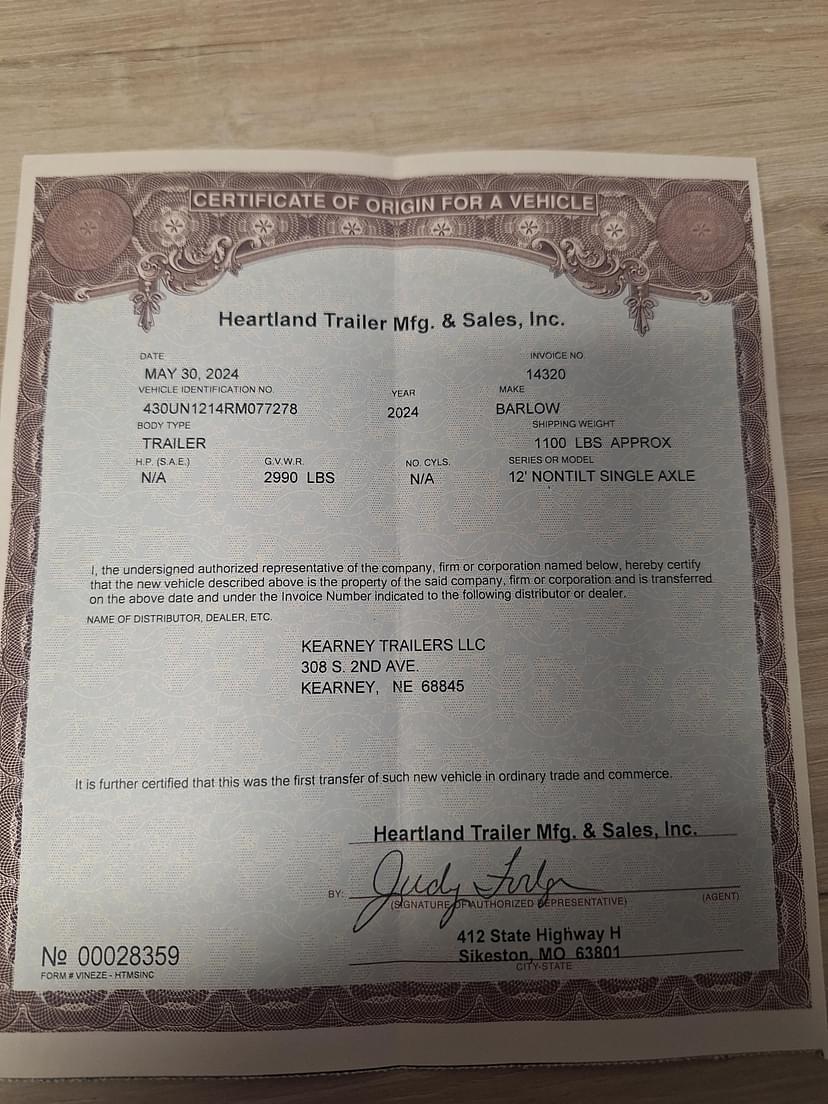 CERTIFICATE OF ORIGIN FOR A VEHICLE
Heartland Trailer Mfg. & Sales, Inc.
DATE INVOICE NO.
MAY 30, 2024 14320
VEHICLE IDENTIFICATION NO. YEAR MAKE
430UN1214RM077278 2024 BARLOW
BODY TYPE SHIPPING WEIGHT
TRAILER 1100 LBS APPROX
H.P. (S.A.E.) G.V.W.R. NO. CYLS. SERIES OR MODEL
N/A 2990 LBS N/A 12' NONTILT SINGLE AXLE
I, the undersigned authorized representative of the company, firm or corporation named below, hereby certify
that the new vehicle described above is the property of the said company, firm or corporation and is transferred
on the above date and under the Invoice Number indicated to the following distributor or dealer.
NAME OF DISTRIBUTOR, DEALER, ETC.
KEARNEY TRAILERS LLC
308 S. 2ND AVE.
KEARNEY, NE 68845
It is further certified that this was the first transfer of such new vehicle in ordinary trade and commerce.
Heartland Trailer Mfg. & Sales, Inc.
BY: Judy
(SIGNATURE OF AUTHORIZED REPRESENTATIVE) (AGENT)
412 State Highway H
Sikeston, MO 63801
CITY-STATE
№ 00028359
FORM # VINEZE - HTMSINC